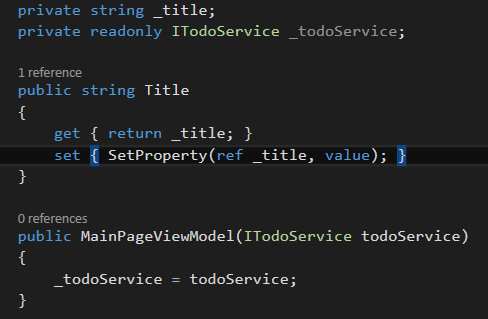 private string _title;
private readonly ITodoService _todoService;
1 reference
public string Title
{
get { return _title; }
set { SetProperty(ref _title, value); }
}
0 references
public MainPageViewModel(ITodoService todoService)
{
_todoService = todoService;
}